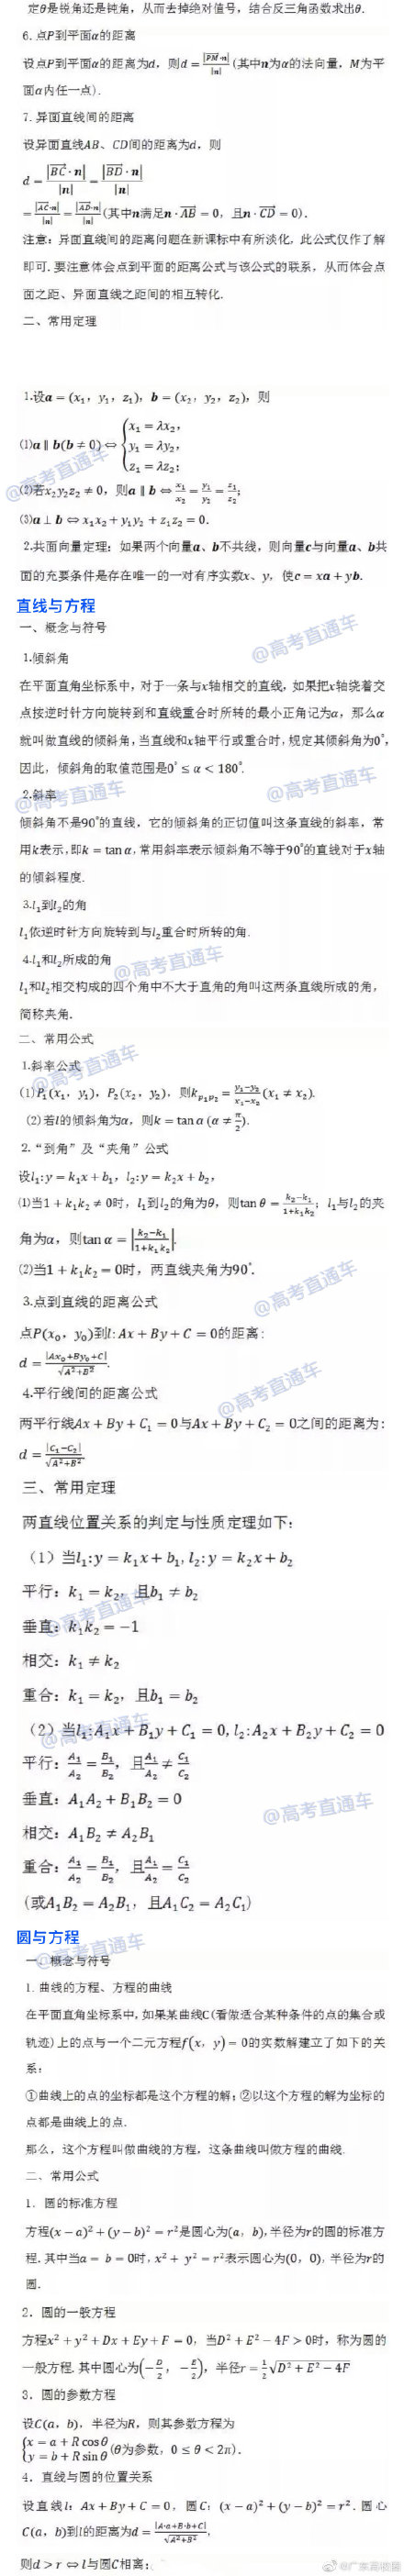 定θ是锐角还是钝角，从而去掉绝对值号，结合反三角函数求出θ.
6.点P到平面α的距离
设点P到平面α的距离为d，则d = |PM·n|/|n| (其中n为α的法向量，M为平
面α内任一点).
7.异面直线间的距离
设异面直线AB、CD间的距离为d，则
d = |BC·n|/|n| = |BD·n|/|n|
= |AC·n|/|n| = |AD·n|/|n| (其中n满足n·AB = 0，且n·CD = 0).
注意：异面直线间的距离问题在新课标中有所淡化，此公式仅作了解
即可.要注意体会点到平面的距离公式与该公式的联系，从而体会点
面之距、异面直线之距间的相互转化.
二、常用定理
1.设a = (x₁，y₁，z₁)，b = (x₂，y₂，z₂)，则
⑴a ∥ b(b ≠ 0) ⇔ {x₁ = λx₂，
y₁ = λy₂，
z₁ = λz₂;
⑵若x₂y₂z₂ ≠ 0，则a ∥ b ⇔ x₁/x₂ = y₁/y₂ = z₁/z₂;
⑶a ⊥ b ⇔ x₁x₂ + y₁y₂ + z₁z₂ = 0.
2.共面向量定理：如果两个向量a、b不共线，则向量c与向量a、b共
面的充要条件是存在唯一的一对有序实数x、y，使c = xa + yb.
直线与方程
一、概念与符号
1.倾斜角
在平面直角坐标系中，对于一条与x轴相交的直线，如果把x轴绕着交
点按逆时针方向旋转到和直线重合时所转的最小正角记为α，那么α
就叫做直线的倾斜角，当直线和x轴平行或重合时，规定其倾斜角为0°，
因此，倾斜角的取值范围是0° ≤ α < 180°.
2.斜率
倾斜角不是90°的直线，它的倾斜角的正切值叫这条直线的斜率，常
用k表示，即k = tan α，常用斜率表示倾斜角不等于90°的直线对于x轴
的倾斜程度.
3.l₁到l₂的角
l₁依逆时针方向旋转到与l₂重合时所转的角.
4.l₁和l₂所成的角
l₁和l₂相交构成的四个角中不大于直角的角叫这两条直线所成的角，
简称夹角.
二、常用公式
1.斜率公式
⑴P₁(x₁，y₁)，P₂(x₂，y₂)，则k_P₁P₂ = (y₁−y₂)/(x₁−x₂) (x₁ ≠ x₂).
⑵若l的倾斜角为α，则k = tan α (α ≠ π/2).
2.“到角”及“夹角”公式
设l₁: y = k₁x + b₁，l₂: y = k₂x + b₂，
⑴当1 + k₁k₂ ≠ 0时，l₁到l₂的角为θ，则tan θ = (k₂−k₁)/(1+k₁k₂)；l₁与l₂的夹
角为α，则tan α = |(k₂−k₁)/(1+k₁k₂)|.
⑵当1 + k₁k₂ = 0时，两直线夹角为90°.
3.点到直线的距离公式
点P(x₀，y₀)到l: Ax + By + C = 0的距离：
d = |Ax₀+By₀+C|/√(A²+B²).
4.平行线间的距离公式
两平行线Ax + By + C₁ = 0与Ax + By + C₂ = 0之间的距离为：
d = |C₁−C₂|/√(A²+B²)
三、常用定理
两直线位置关系的判定与性质定理如下：
（1）当l₁: y = k₁x + b₁, l₂: y = k₂x + b₂
平行：k₁ = k₂，且b₁ ≠ b₂
垂直：k₁k₂ = −1
相交：k₁ ≠ k₂
重合：k₁ = k₂，且b₁ = b₂
（2）当l₁: A₁x + B₁y + C₁ = 0, l₂: A₂x + B₂y + C₂ = 0
平行：A₁/A₂ = B₁/B₂，且A₁/A₂ ≠ C₁/C₂
垂直：A₁A₂ + B₁B₂ = 0
相交：A₁B₂ ≠ A₂B₁
重合：A₁/A₂ = B₁/B₂，且A₁/A₂ = C₁/C₂
(或A₁B₂ = A₂B₁，且A₁C₂ = A₂C₁)
圆与方程
一、概念与符号
1.曲线的方程、方程的曲线
在平面直角坐标系中，如果某曲线C(看做适合某种条件的点的集合或
轨迹)上的点与一个二元方程f(x，y) = 0的实数解建立了如下的关
系：
①曲线上的点的坐标都是这个方程的解；②以这个方程的解为坐标的
点都是曲线上的点.
那么，这个方程叫做曲线的方程，这条曲线叫做方程的曲线.
二、常用公式
1．圆的标准方程
方程(x − a)² + (y − b)² = r²是圆心为(a，b)，半径为r的圆的标准方
程.其中当a = b = 0时，x² + y² = r²表示圆心为(0，0)，半径为r的
圆.
2．圆的一般方程
方程x² + y² + Dx + Ey + F = 0，当D² + E² − 4F > 0时，称为圆的
一般方程.其中圆心为(−D/2，−E/2)，半径r = 1/2 √(D² + E² − 4F)
3．圆的参数方程
设C(a，b)，半径为R，则其参数方程为
{x = a + R cos θ
y = b + R sin θ (θ为参数，0 ≤ θ < 2π).
4．直线与圆的位置关系
设直线l：Ax + By + C = 0，圆C：(x − a)² + (y − b)² = r²．圆心
C(a，b)到l的距离为d = |A·a+B·b+C|/√(A²+B²)，
则d > r ⇔ l与圆C相离；
@高考直通车
@广东高校圈